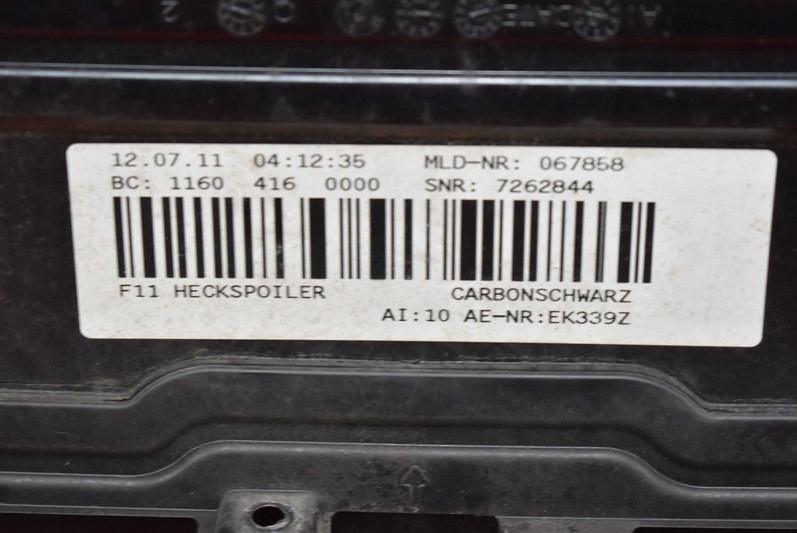 12.07.11 04:12:35 MLD-NR: 067858
BC: 1160 416 0000 SNR: 7262844
F11 HECKSPOILER CARBONSCHWARZ
AI:10 AE-NR:EK339Z